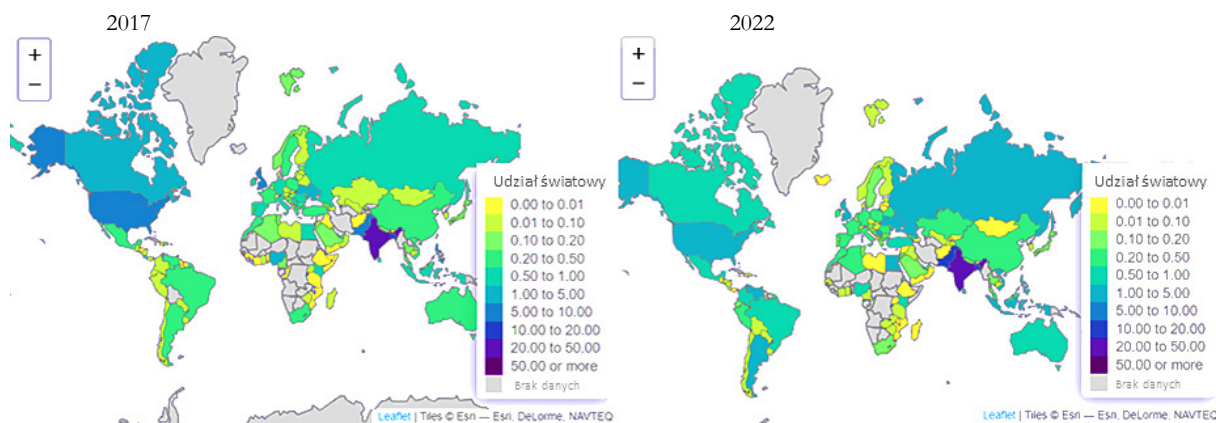 2017
+
−
Udział światowy
0.00 to 0.01
0.01 to 0.10
0.10 to 0.20
0.20 to 0.50
0.50 to 1.00
1.00 to 5.00
5.00 to 10.00
10.00 to 20.00
20.00 to 50.00
50.00 or more
Brak danych
Leaflet | Tiles © Esri — Esri, DeLorme, NAVTEQ
2022
+
−
Udział światowy
0.00 to 0.01
0.01 to 0.10
0.10 to 0.20
0.20 to 0.50
0.50 to 1.00
1.00 to 5.00
5.00 to 10.00
10.00 to 20.00
20.00 to 50.00
50.00 or more
Brak danych
Leaflet | Tiles © Esri — Esri, DeLorme, NAVTEQ